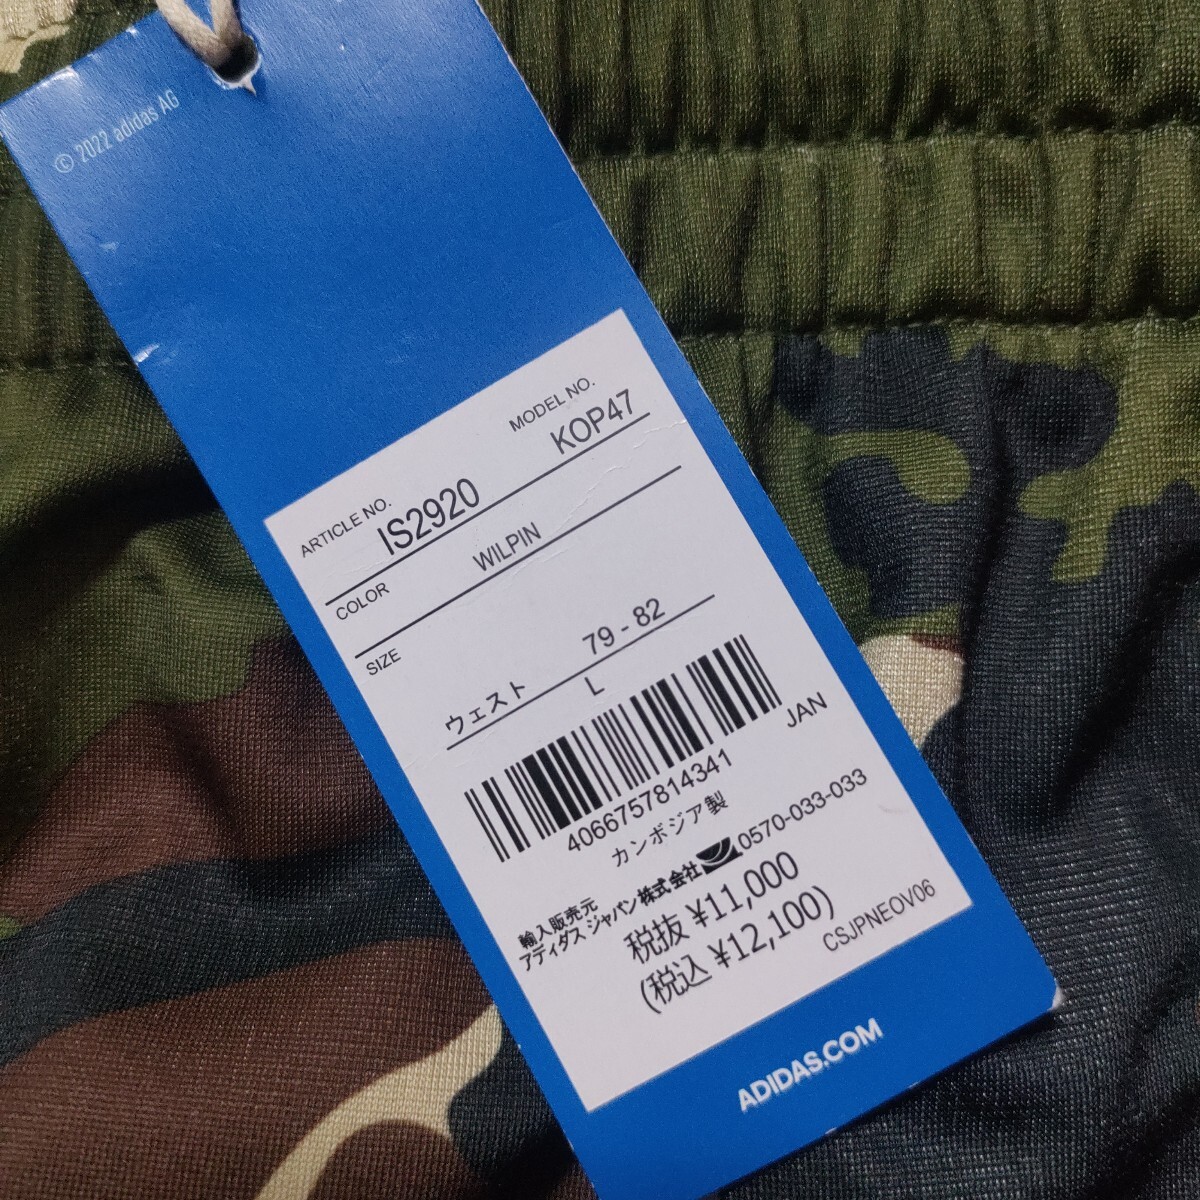 © 2022 adidas AG
MODEL NO.
KOP47
ARTICLE NO.
IS2920
COLOR
WILPIN
SIZE
ウェスト 79 - 82
L
JAN
4066757814341
カンボジア製
輸入販売元
アディダス ジャパン株式会社 0570-033-033
税抜 ¥11,000
(税込 ¥12,100)
CSJPNEOV06
ADIDAS.COM